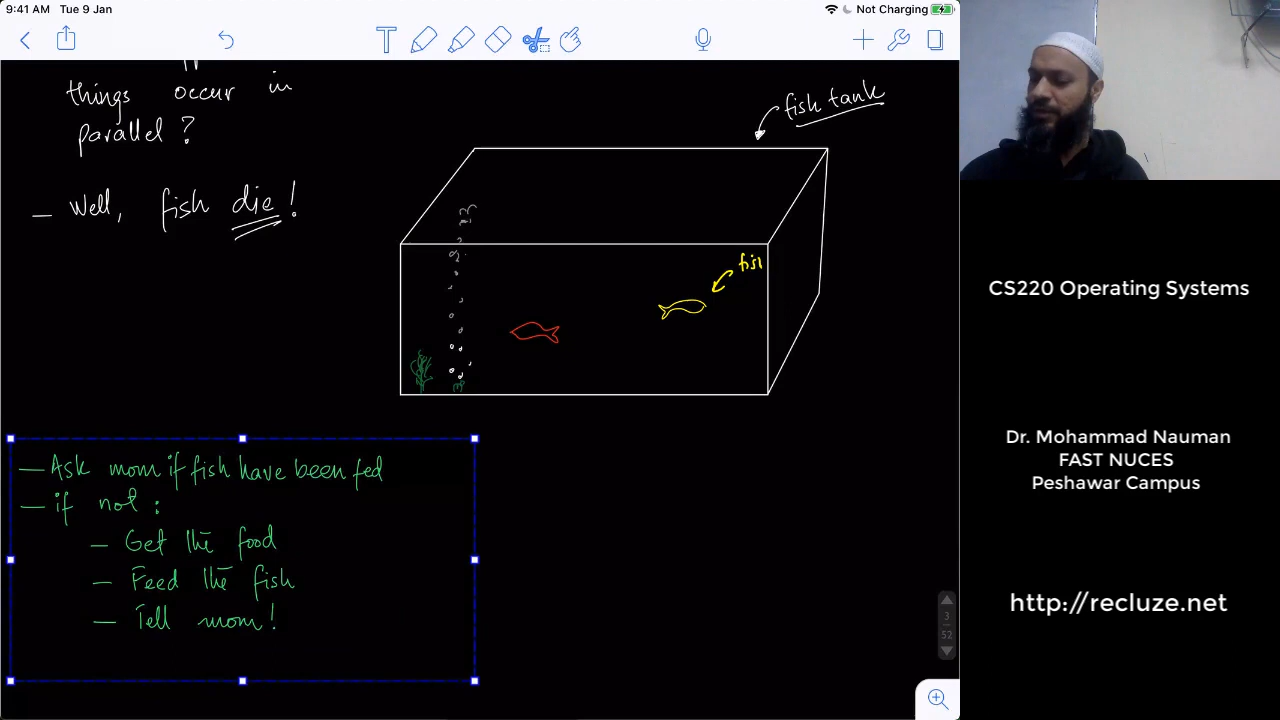 9:41 AM Tue 9 Jan
Not Charging
things occur in
parallel ?
— Well, fish die!
fish tank
fish
— Ask mom if fish have been fed
— if not:
— Get the food
— Feed the fish
— Tell mom!
3
52
CS220 Operating Systems
Dr. Mohammad Nauman
FAST NUCES
Peshawar Campus
http://recluze.net